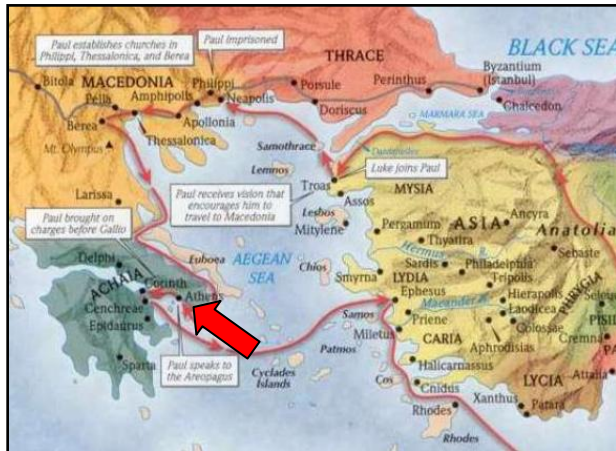 Paul establishes churches in
Philippi, Thessalonica, and Berea
Paul Imprisoned
BLACK SEA
THRACE
Byzantium
(Istanbul)
Bitola
MACEDONIA
Philippi
Porsule
Perinthus
Pella
Amphipolis
Neapolis
Doriscus
Chalcedon
Berea
Apollonia
MARMARA SEA
Thessalonica
Mt. Olympus
Samothrace
Dardanelles
Luke joins Paul
Lemnos
Troas
MYSIA
Larissa
Paul receives vision that
encourages him to
travel to Macedonia
Assos
Ancyra
Lesbos
Mitylene
Pergamum
ASIA
Anatolia
Paul brought on
charges before Gallio
Thyatira
Sebaste
Euboea
AEGEAN
SEA
Hermus R.
Delphi
Chios
Sardis
Philadelphia
Smyrna
LYDIA
Tripolis
PHRYGIA
ACHAIA
Corinth
Athens
Ephesus
Hierapolis
Cenchreae
Maeander R.
Laodicea
Epidaurus
Samos
Priene
Colossae
PISI
Miletus
Cremna
Paul speaks to
the Areopagus
Patmos
CARIA
Aphrodisias
Sparta
Cyclades
Islands
Halicarnassus
Attalia
Cos
LYCIA
Cnidus
Xanthus
Rhodes
Patara
Rhodes